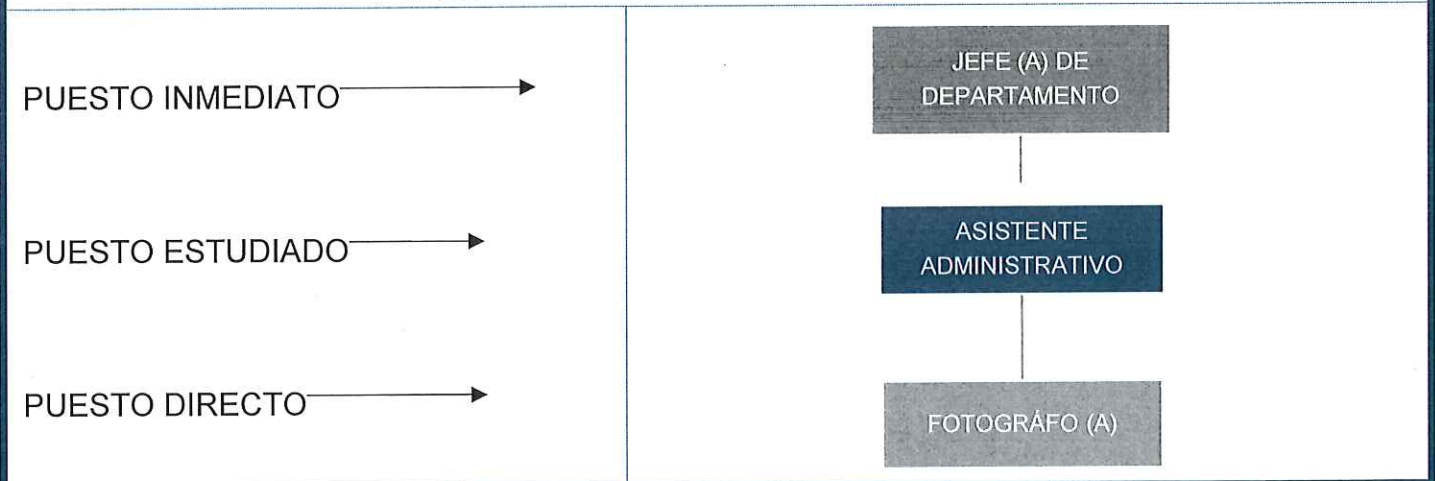 PUESTO INMEDIATO
JEFE (A) DE
DEPARTAMENTO
PUESTO ESTUDIADO
ASISTENTE
ADMINISTRATIVO
PUESTO DIRECTO
FOTOGRÁFO (A)